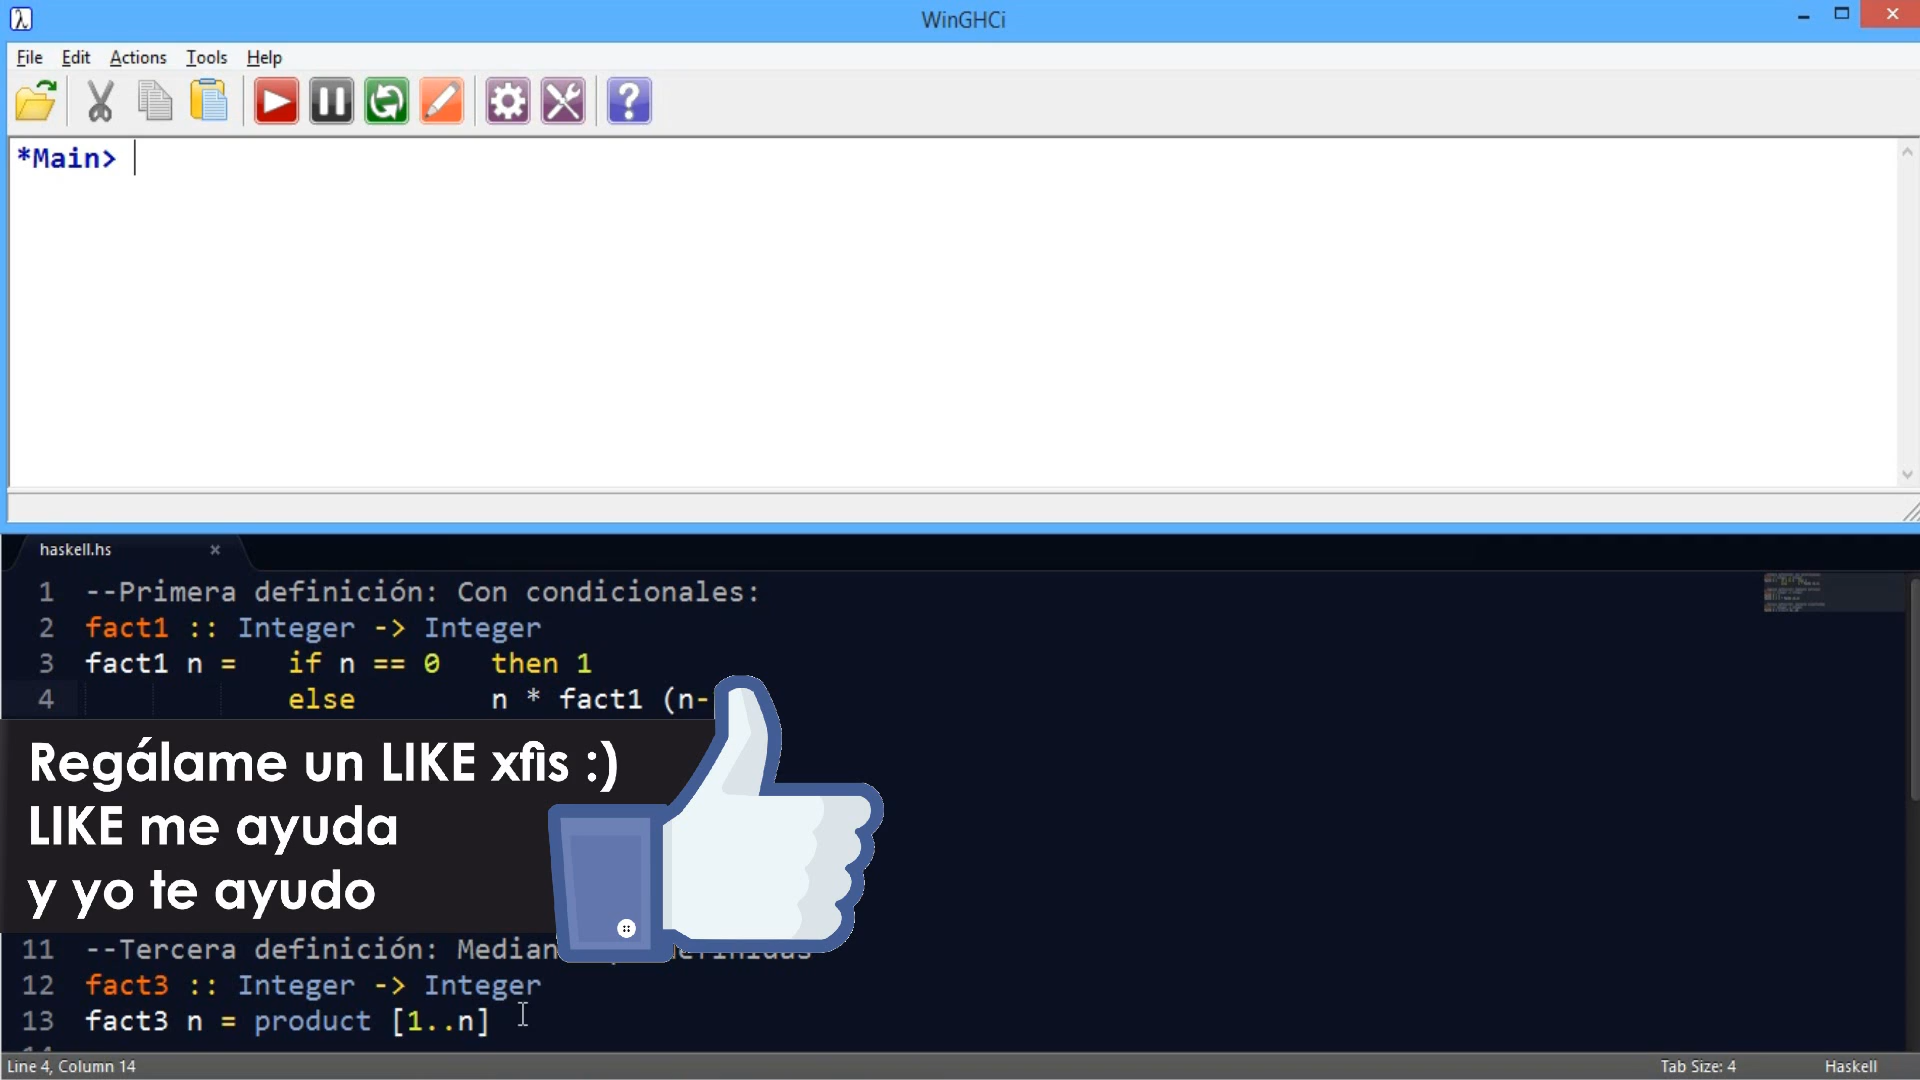 WinGHCi
File Edit Actions Tools Help
*Main>
haskell.hs
1 --Primera definición: Con condicionales:
2 fact1 :: Integer -> Integer
3 fact1 n = if n == 0 then 1
4 else n * fact1 (n-
Regálame un LIKE xfis :)
LIKE me ayuda
y yo te ayudo
11 --Tercera definición: Median
12 fact3 :: Integer -> Integer
13 fact3 n = product [1..n]
Line 4, Column 14 Tab Size: 4 Haskell